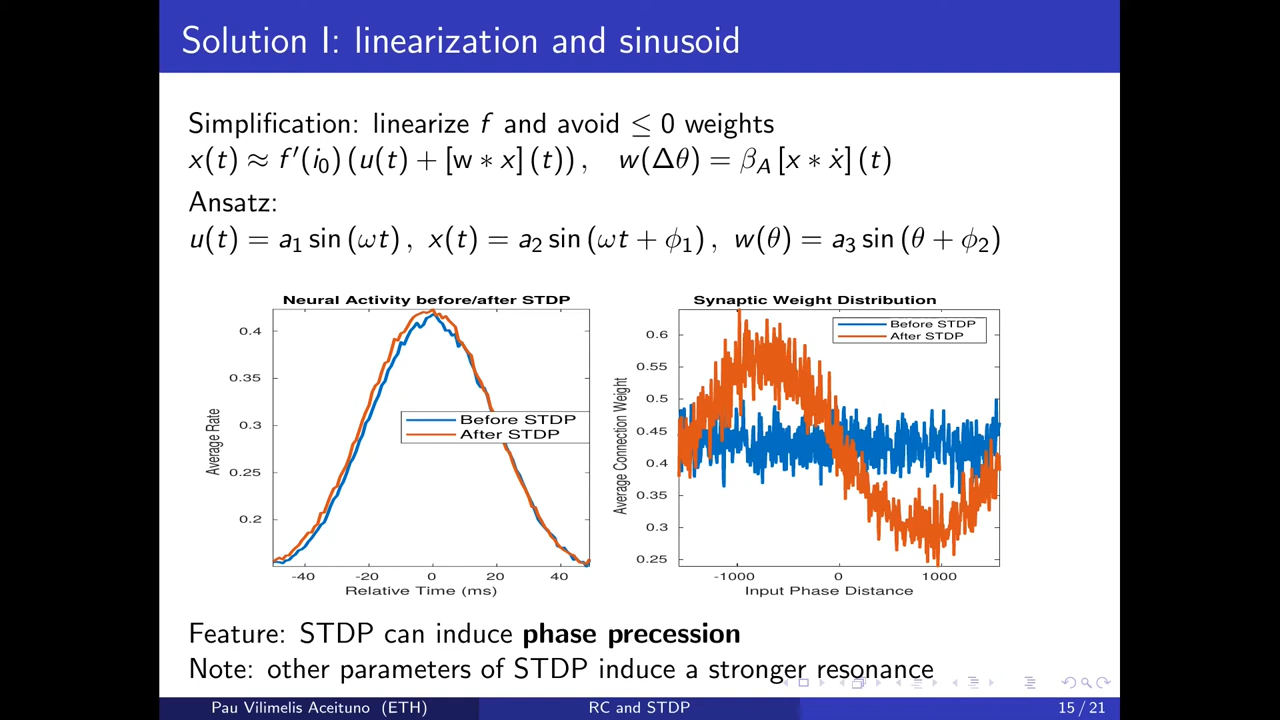 Solution I: linearization and sinusoid
Simplification: linearize f and avoid ≤ 0 weights
x(t) ≈ f′(i̇₀) (u(t) + [w ∗ x] (t)) ,   w(Δθ) = β_A [x ∗ ẋ] (t)
Ansatz:
u(t) = a₁ sin (ωt) ,  x(t) = a₂ sin (ωt + ϕ₁) ,  w(θ) = a₃ sin (θ + ϕ₂)
Neural Activity before/after STDP
Average Rate
0.4
0.35
0.3
0.25
0.2
Before STDP
After STDP
-40 -20 0 20 40
Relative Time (ms)
Synaptic Weight Distribution
Average Connection Weight
0.6
0.55
0.5
0.45
0.4
0.35
0.3
0.25
Before STDP
After STDP
-1000 0 1000
Input Phase Distance
Feature: STDP can induce phase precession
Note: other parameters of STDP induce a stronger resonance
Pau Vilimelis Aceituno (ETH) RC and STDP 15 / 21